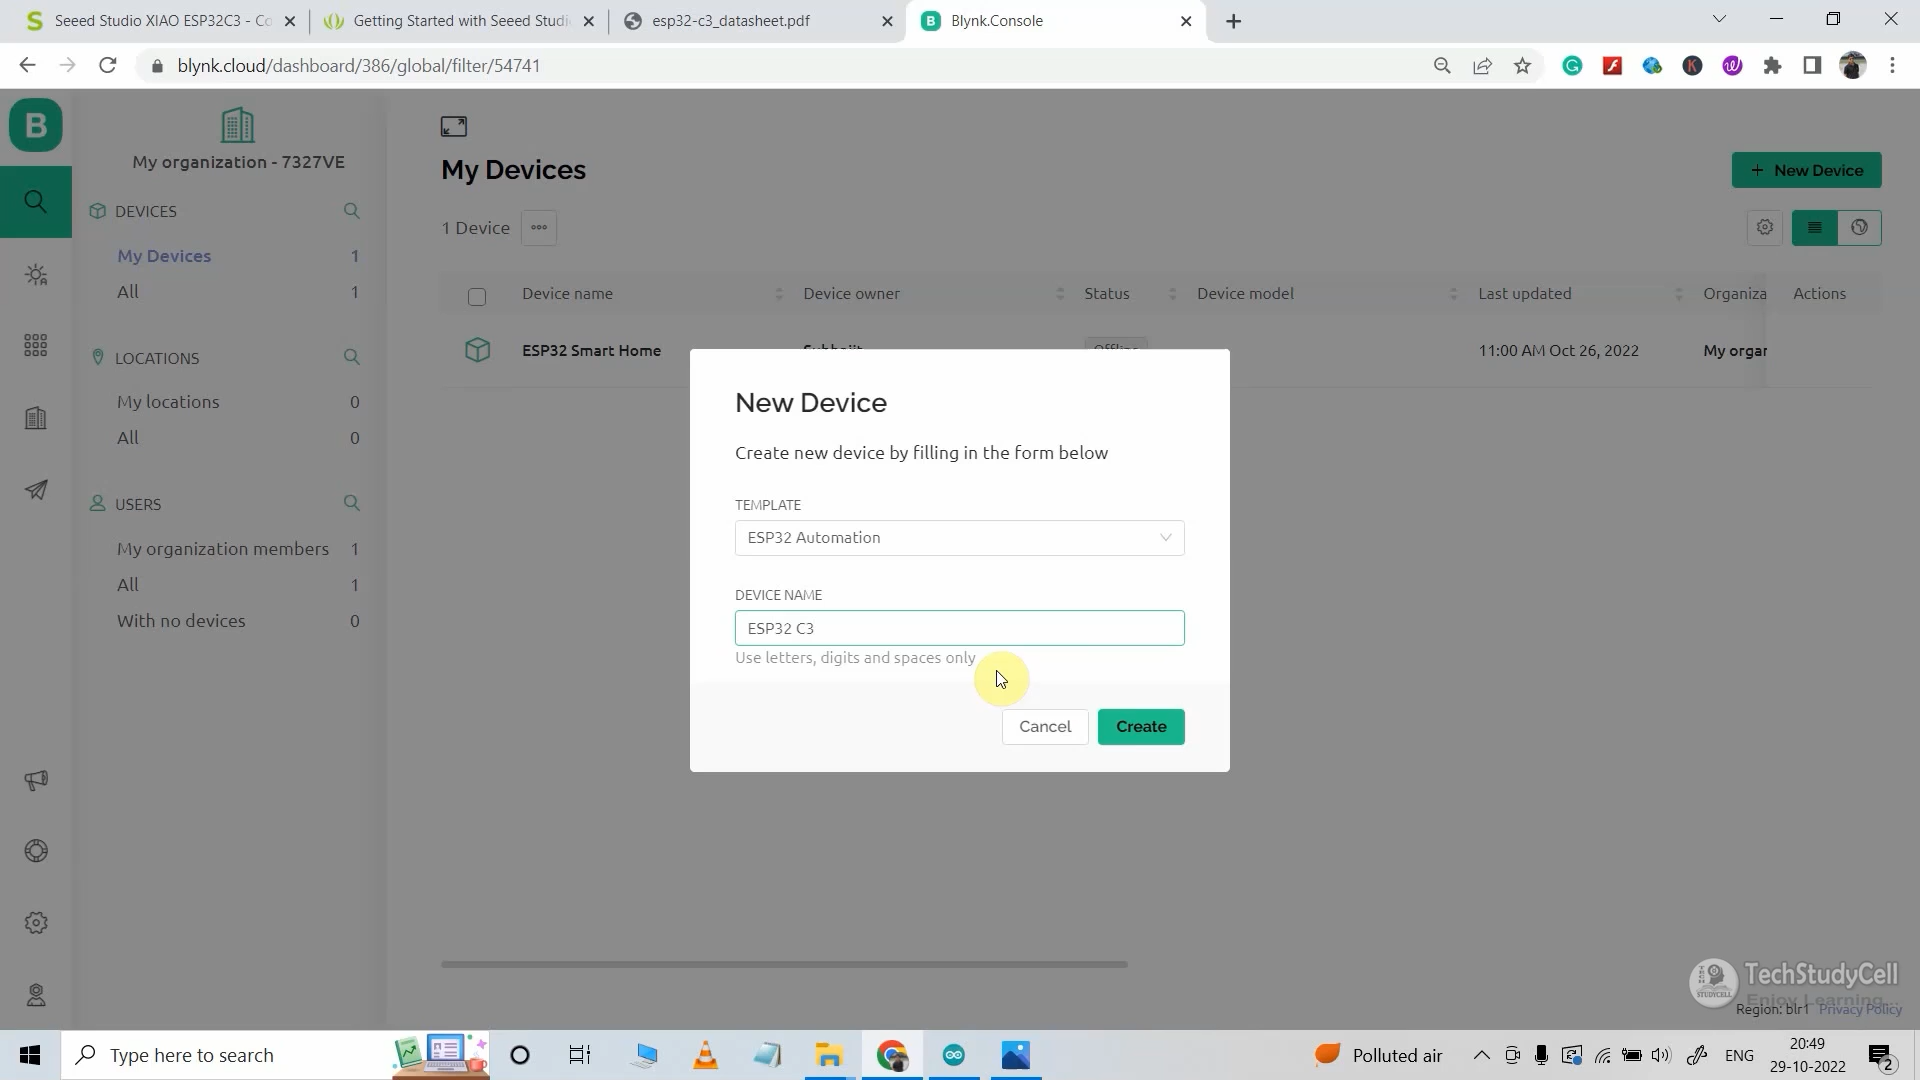 Seeed Studio XIAO ESP32C3 - Co
Getting Started with Seeed Studi
esp32-c3_datasheet.pdf
Blynk.Console
blynk.cloud/dashboard/386/global/filter/54741
B
My organization - 7327VE
My Devices
+ New Device
DEVICES
1 Device
My Devices 1
All 1
Device name
Device owner
Status
Device model
Last updated
Organiza
Actions
LOCATIONS
ESP32 Smart Home
Offline
11:00 AM Oct 26, 2022
My organ
My locations 0
All 0
New Device
Create new device by filling in the form below
USERS
TEMPLATE
ESP32 Automation
My organization members 1
All 1
With no devices 0
DEVICE NAME
ESP32 C3
Use letters, digits and spaces only
Cancel
Create
TechStudyCell
Enjoy Learning...
STUDYCELL
Region: blr1 Privacy Policy
Type here to search
Polluted air
ENG
20:49
29-10-2022
2